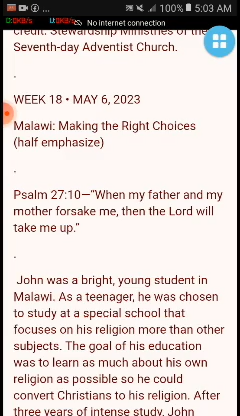 0:0KB/s U:0KB/s 100% 5:03 AM
No internet connection
credit: Stewardship Ministries of the
Seventh-day Adventist Church.
.
WEEK 18 • MAY 6, 2023
Malawi: Making the Right Choices
(half emphasize)
.
Psalm 27:10—"When my father and my
mother forsake me, then the Lord will
take me up."
.
John was a bright, young student in
Malawi. As a teenager, he was chosen
to study at a special school that
focuses on his religion more than other
subjects. The goal of his education
was to learn as much about his own
religion as possible so he could
convert Christians to his religion. After
three years of intense study, John